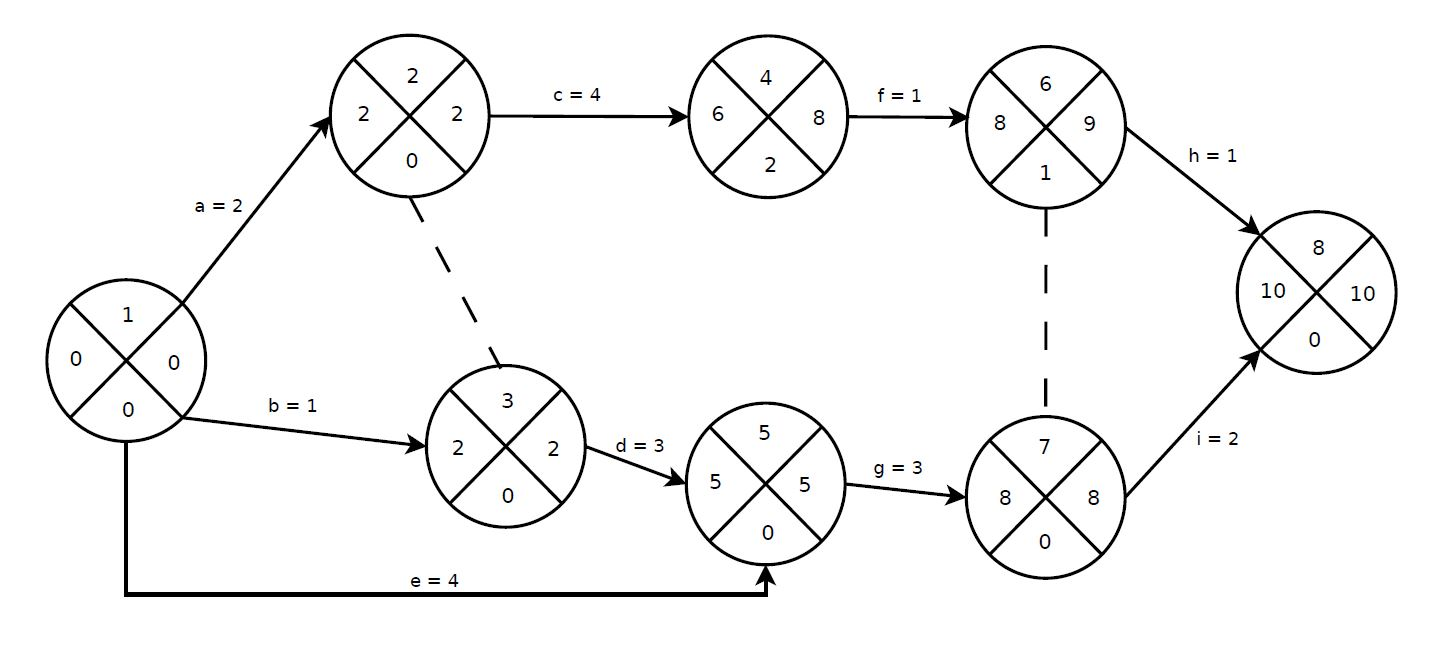 2
2 2
0
c = 4
4
6 8
2
f = 1
6
8 9
1
h = 1
a = 2
8
10 10
0
1
0 0
0
b = 1
3
2 2
0
d = 3
5
5 5
0
g = 3
7
8 8
0
i = 2
e = 4